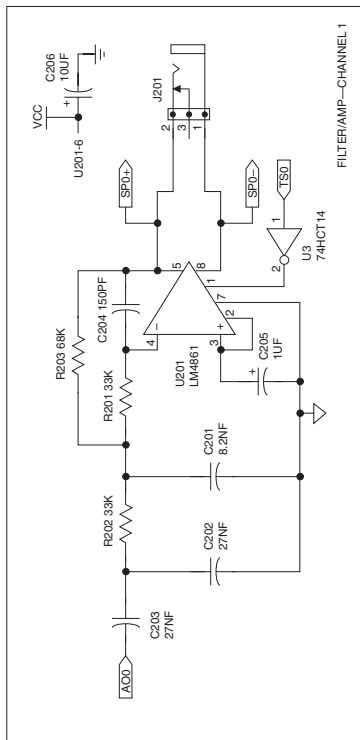 VCC
C206
10UF
+
U201-6
J201
2
3
1
SP0+
SP0–
R203 68K
C204 150PF
R201 33K
R202 33K
C203
27NF
AO0
C202
27NF
C201
8.2NF
4
–
5
8
3
+
2
1
7
U201
LM4861
+
C205
1UF
2
1
U3
74HCT14
TS0
FILTER/AMP—CHANNEL 1